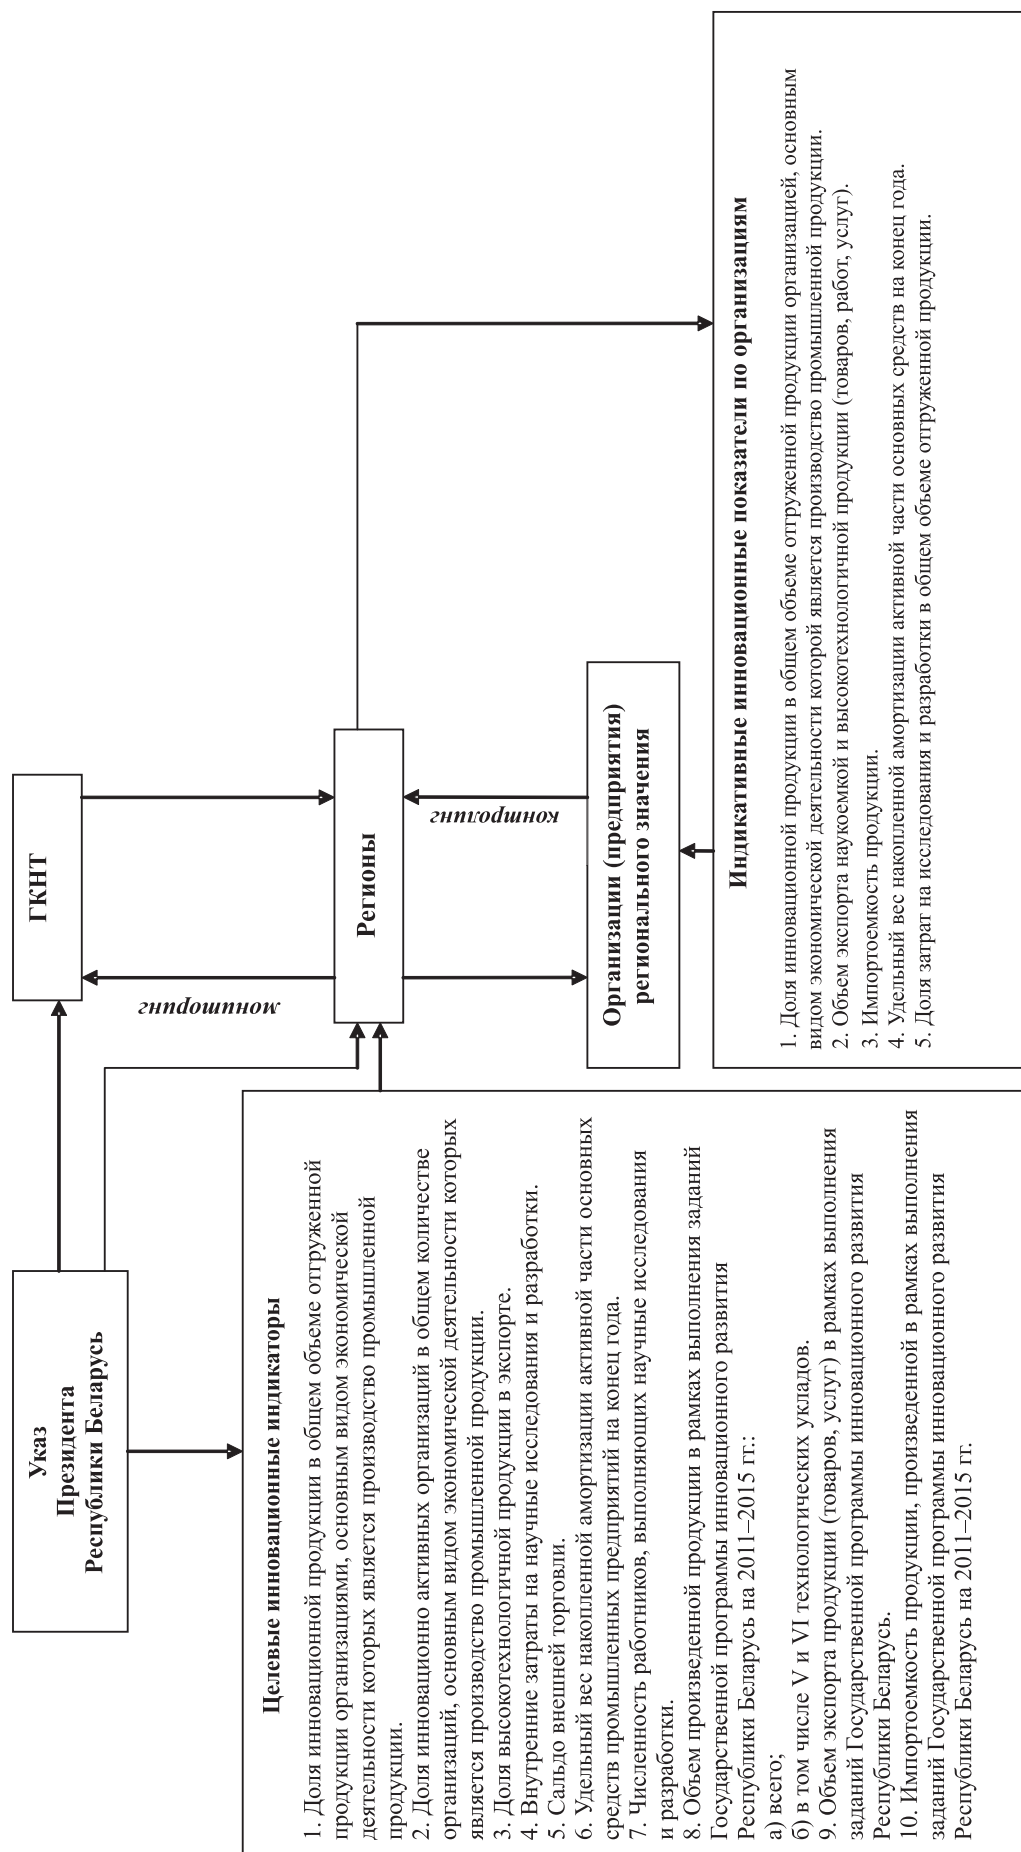 Указ
Президента
Республики Беларусь
ГКНТ
мониторинг
Регионы
контролинг
Организации (предприятия)
регионального значения
Целевые инновационные индикаторы
1. Доля инновационной продукции в общем объеме отгруженной
продукции организациями, основным видом экономической
деятельности которых является производство промышленной
продукции.
2. Доля инновационно активных организаций в общем количестве
организаций, основным видом экономической деятельности которых
является производство промышленной продукции.
3. Доля высокотехнологичной продукции в экспорте.
4. Внутренние затраты на научные исследования и разработки.
5. Сальдо внешней торговли.
6. Удельный вес накопленной амортизации активной части основных
средств промышленных предприятий на конец года.
7. Численность работников, выполняющих научные исследования
и разработки.
8. Объем произведенной продукции в рамках выполнения заданий
Государственной программы инновационного развития
Республики Беларусь на 2011–2015 гг.:
а) всего;
б) в том числе V и VI технологических укладов.
9. Объем экспорта продукции (товаров, услуг) в рамках выполнения
заданий Государственной программы инновационного развития
Республики Беларусь.
10. Импортоемкость продукции, произведенной в рамках выполнения
заданий Государственной программы инновационного развития
Республики Беларусь на 2011–2015 гг.
Индикативные инновационные показатели по организациям
1. Доля инновационной продукции в общем объеме отгруженной продукции организацией, основным
видом экономической деятельности которой является производство промышленной продукции.
2. Объем экспорта наукоемкой и высокотехнологичной продукции (товаров, работ, услуг).
3. Импортоемкость продукции.
4. Удельный вес накопленной амортизации активной части основных средств на конец года.
5. Доля затрат на исследования и разработки в общем объеме отгруженной продукции.